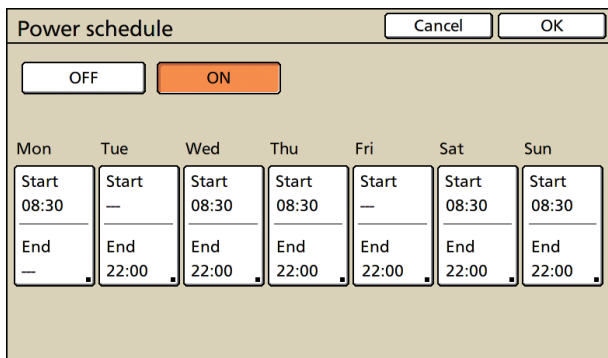 Power schedule Cancel OK
OFF ON
Mon Tue Wed Thu Fri Sat Sun
Start Start Start Start Start Start Start
08:30 --- 08:30 08:30 --- 08:30 08:30
End End End End End End End
--- 22:00 22:00 22:00 22:00 22:00 22:00